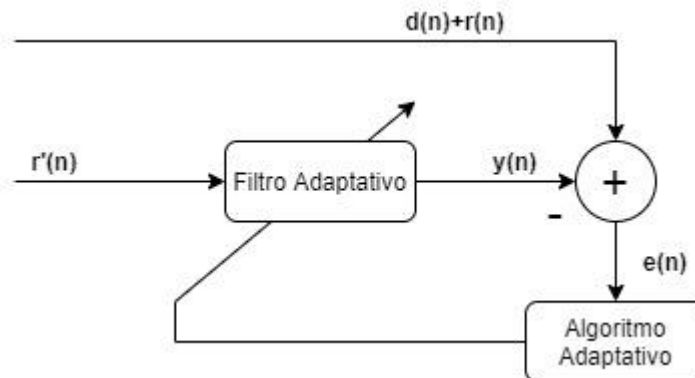 d(n)+r(n)
r'(n)
Filtro Adaptativo
y(n)
+
-
e(n)
Algoritmo
Adaptativo